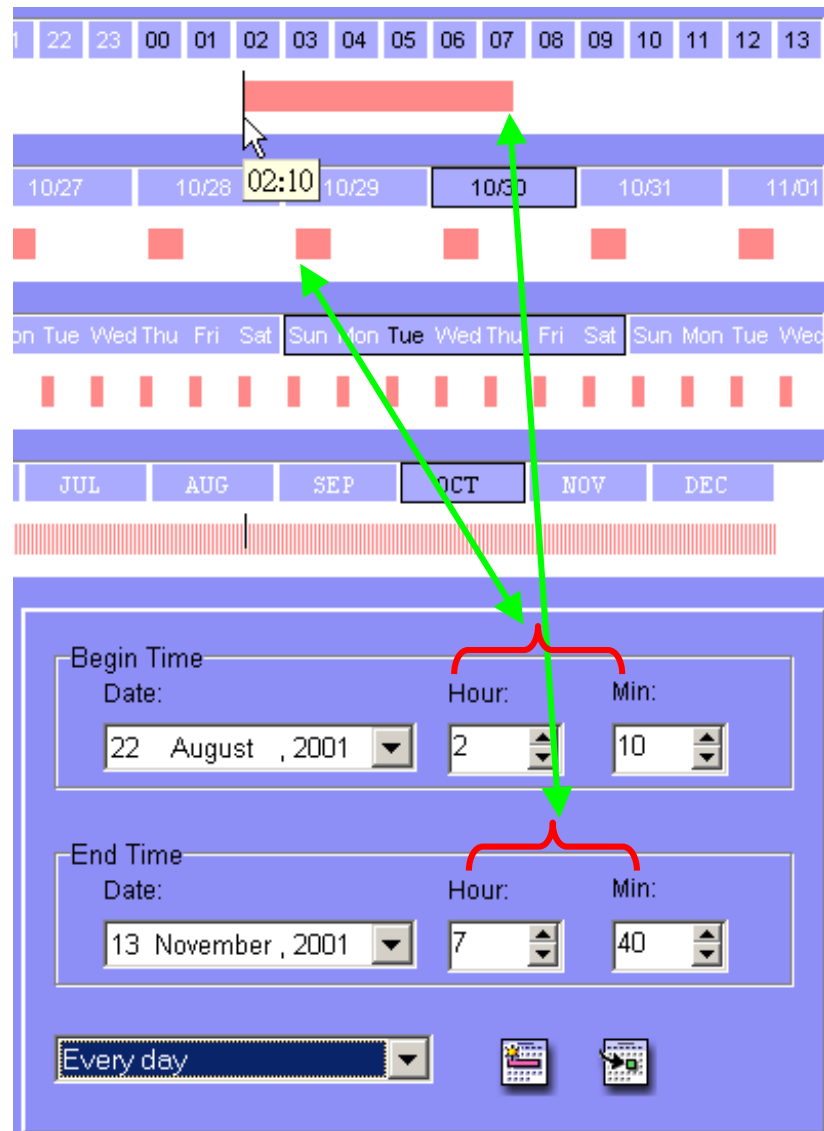 22 23 00 01 02 03 04 05 06 07 08 09 10 11 12 13
02:10
10/27 10/28 10/29 10/30 10/31 11/01
Tue Wed Thu Fri Sat Sun Mon Tue Wed Thu Fri Sat Sun Mon Tue Wed
JUL AUG SEP OCT NOV DEC
Begin Time
Date: Hour: Min:
22 August , 2001 2 10
End Time
Date: Hour: Min:
13 November , 2001 7 40
Every day